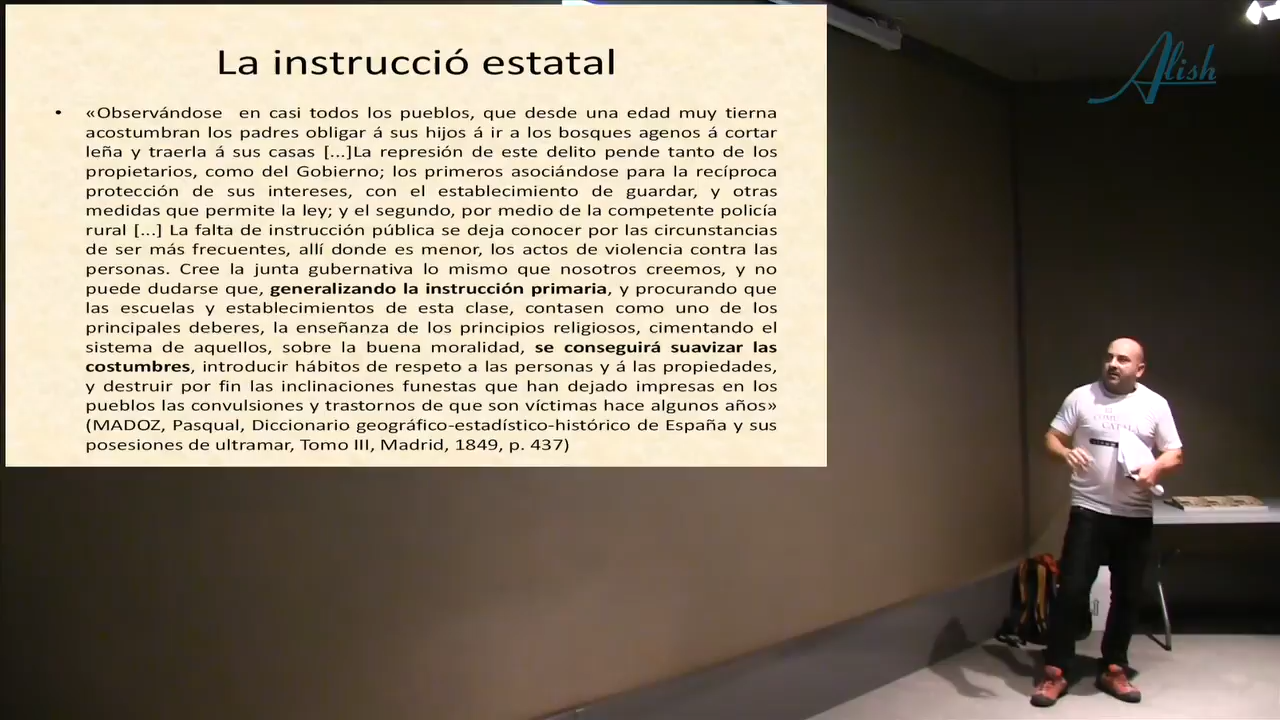 La instrucció estatal
• «Observándose en casi todos los pueblos, que desde una edad muy tierna
acostumbran los padres obligar á sus hijos á ir a los bosques agenos á cortar
leña y traerla á sus casas [...]La represión de este delito pende tanto de los
propietarios, como del Gobierno; los primeros asociándose para la recíproca
protección de sus intereses, con el establecimiento de guardar, y otras
medidas que permite la ley; y el segundo, por medio de la competente policía
rural [...] La falta de instrucción pública se deja conocer por las circunstancias
de ser más frecuentes, allí donde es menor, los actos de violencia contra las
personas. Cree la junta gubernativa lo mismo que nosotros creemos, y no
puede dudarse que, generalizando la instrucción primaria, y procurando que
las escuelas y establecimientos de esta clase, contasen como uno de los
principales deberes, la enseñanza de los principios religiosos, cimentando el
sistema de aquellos, sobre la buena moralidad, se conseguirá suavizar las
costumbres, introducir hábitos de respeto a las personas y á las propiedades,
y destruir por fin las inclinaciones funestas que han dejado impresas en los
pueblos las convulsiones y trastornos de que son víctimas hace algunos años»
(MADOZ, Pasqual, Diccionario geográfico-estadístico-histórico de España y sus
posesiones de ultramar, Tomo III, Madrid, 1849, p. 437)
Alish